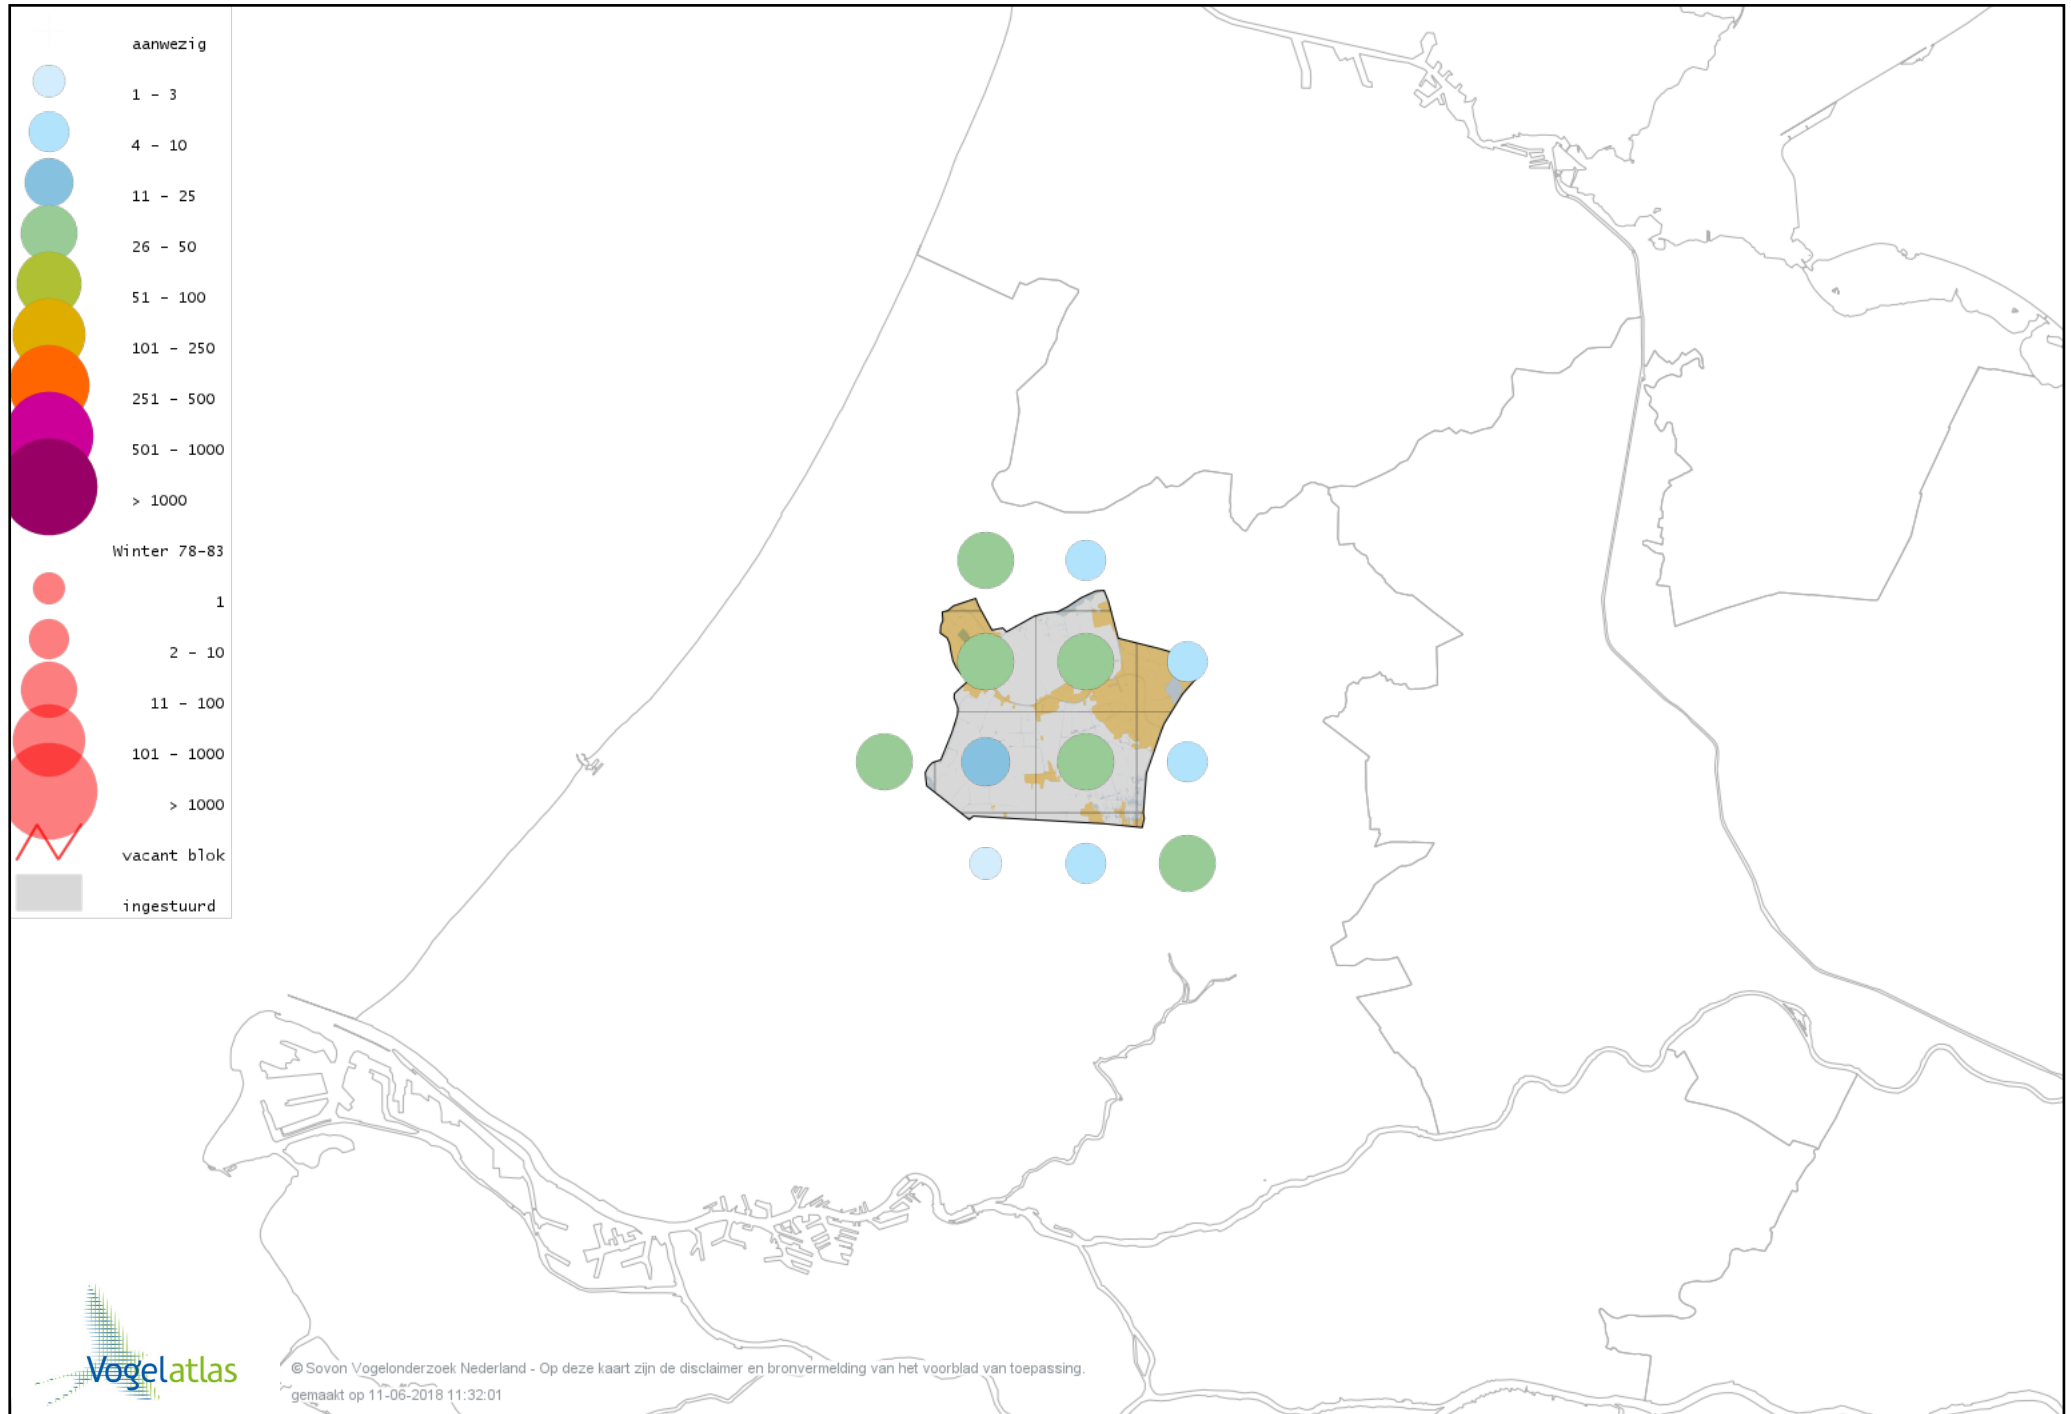 aanwezig
1 - 3
4 - 10
11 - 25
26 - 50
51 - 100
101 - 250
251 - 500
501 - 1000
> 1000
Winter 78-83
1
2 - 10
11 - 100
101 - 1000
> 1000
vacant blok
ingestuurd
Vogelatlas
© Sovon Vogelonderzoek Nederland - Op deze kaart zijn de disclaimer en bronvermelding van het voorblad van toepassing.
gemaakt op 11-06-2018 11:32:01